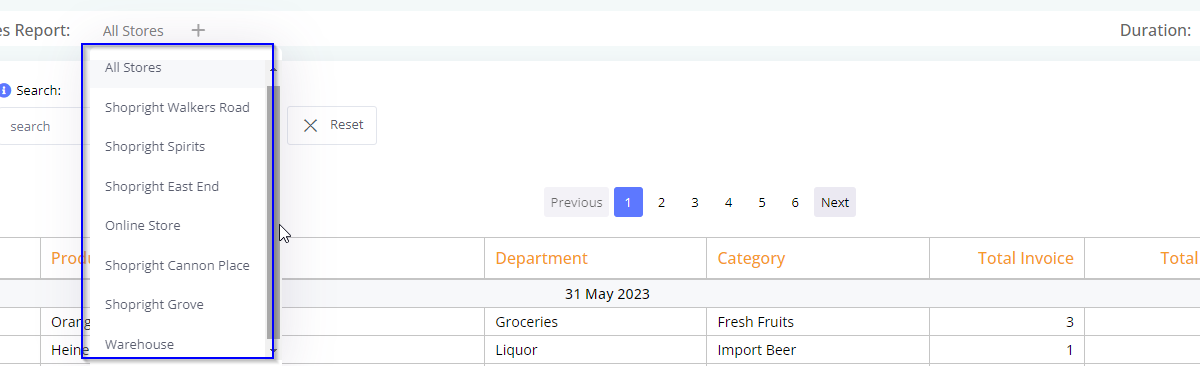 es Report:
All Stores
Duration:
All Stores
Search:
Shopright Walkers Road
search
Reset
Shopright Spirits
Shopright East End
Previous 1 2 3 4 5 6 Next
Online Store
Produ Department Category Total Invoice Total
Shopright Cannon Place
31 May 2023
Shopright Grove
Orang Groceries Fresh Fruits 3
Warehouse
Heine Liquor Import Beer 1